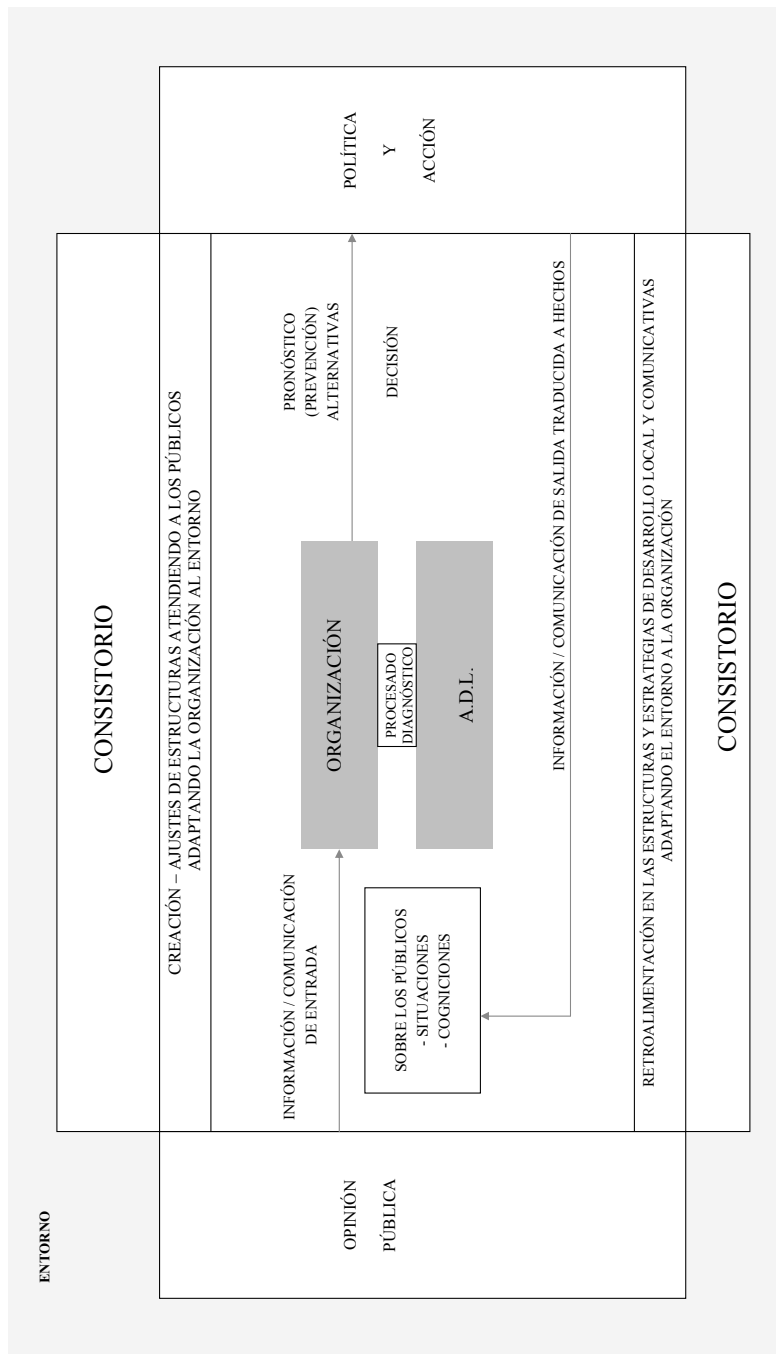 ENTORNO
CONSISTORIO
CREACIÓN – AJUSTES DE ESTRUCTURAS ATENDIENDO A LOS PÚBLICOS
ADAPTANDO LA ORGANIZACIÓN AL ENTORNO
OPINIÓN
PÚBLICA
INFORMACIÓN / COMUNICACIÓN
DE ENTRADA
SOBRE LOS PÚBLICOS
- SITUACIONES
- COGNICIONES
ORGANIZACIÓN
PROCESADO
DIAGNÓSTICO
A.D.L.
PRONÓSTICO
(PREVENCIÓN)
ALTERNATIVAS
DECISIÓN
POLÍTICA
Y
ACCIÓN
INFORMACIÓN / COMUNICACIÓN DE SALIDA TRADUCIDA A HECHOS
RETROALIMENTACIÓN EN LAS ESTRUCTURAS Y ESTRATEGIAS DE DESARROLLO LOCAL Y COMUNICATIVAS
ADAPTANDO EL ENTORNO A LA ORGANIZACIÓN
CONSISTORIO